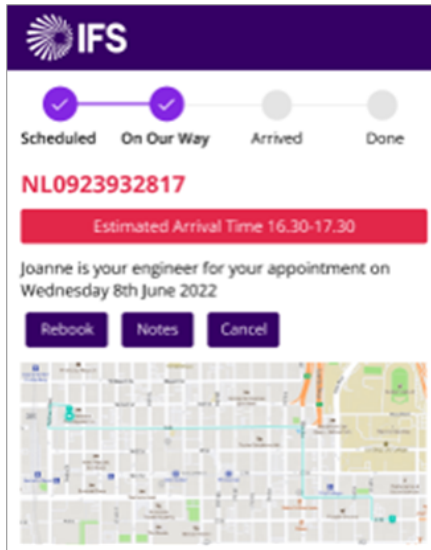 IFS
Scheduled On Our Way Arrived Done
NL0923932817
Estimated Arrival Time 16.30-17.30
Joanne is your engineer for your appointment on
Wednesday 8th June 2022
Rebook Notes Cancel